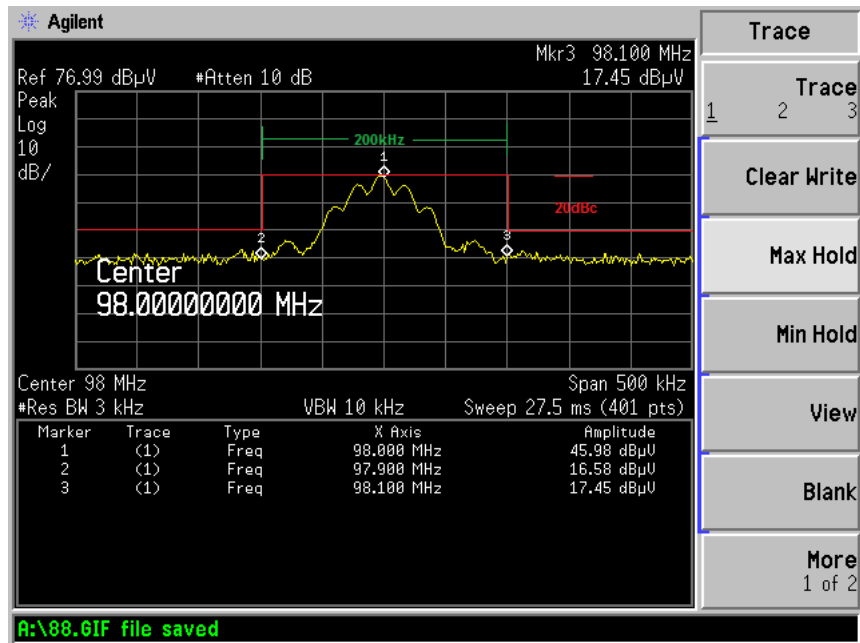 Agilent
Trace
Mkr3 98.100 MHz
Ref 76.99 dBµV #Atten 10 dB 17.45 dBµV
Peak
Log
10
dB/
200kHz
1
20dBc
2
3
Center
98.00000000 MHz
Center 98 MHz Span 500 kHz
#Res BW 3 kHz VBW 10 kHz Sweep 27.5 ms (401 pts)
Marker Trace Type X Axis Amplitude
1 (1) Freq 98.000 MHz 45.98 dBµV
2 (1) Freq 97.900 MHz 16.58 dBµV
3 (1) Freq 98.100 MHz 17.45 dBµV
Trace
1 2 3
Clear Write
Max Hold
Min Hold
View
Blank
More
1 of 2
A:\88.GIF file saved